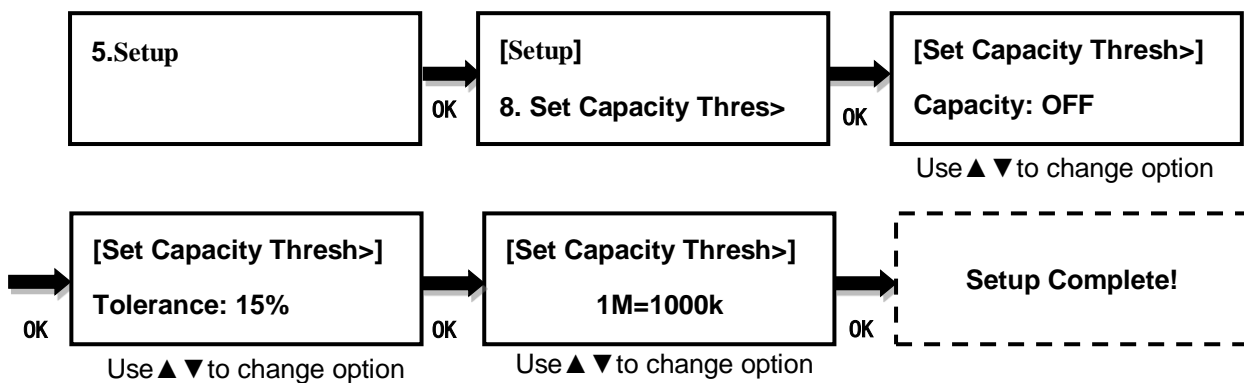 5.Setup
OK
[Setup]
8. Set Capacity Thres>
OK
[Set Capacity Thresh>]
Capacity: OFF
Use▲▼to change option
OK
[Set Capacity Thresh>]
Tolerance: 15%
Use▲▼to change option
OK
[Set Capacity Thresh>]
1M=1000k
Use▲▼to change option
OK
Setup Complete!